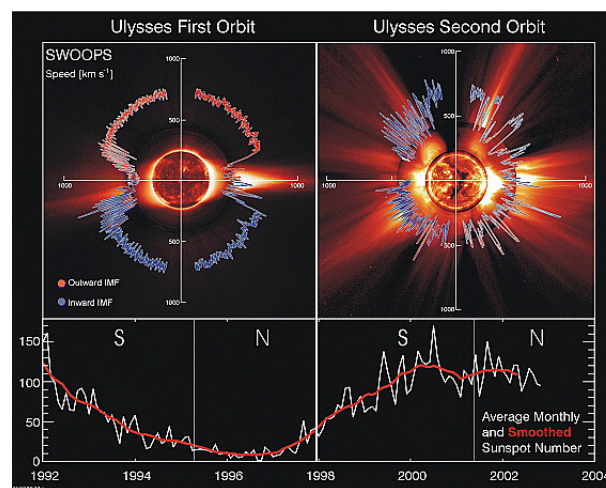 Ulysses First Orbit
Ulysses Second Orbit
SWOOPS
Speed [km s⁻¹]
1000
1000
500
500
1000
1000
1000
1000
500
500
1000
1000
Outward IMF
Inward IMF
150
100
50
0
S
N
S
N
Average Monthly
and Smoothed
Sunspot Number
1992
1994
1996
1998
2000
2002
2004